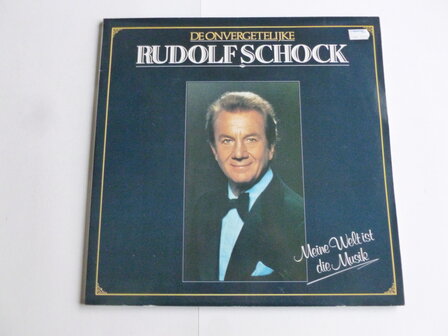 DE ONVERGETELIJKE
RUDOLF SCHOCK
Meine Welt ist
die Musik